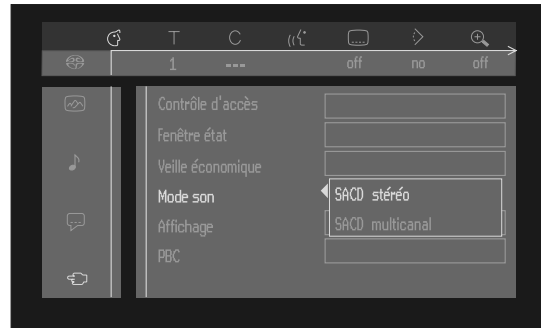 T C
1 --- off no off
Contrôle d'accès
Fenêtre état
Veille économique
Mode son
SACD stéréo
Affichage
SACD multicanal
PBC